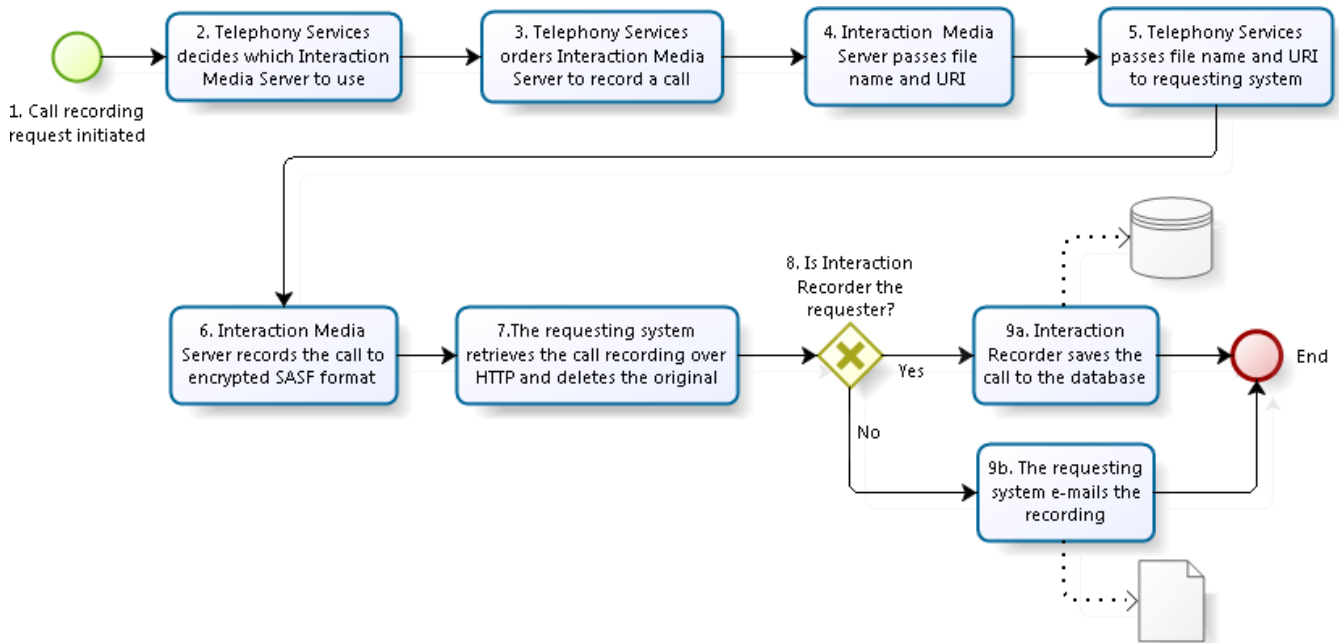 1. Call recording
request initiated
2. Telephony Services
decides which Interaction
Media Server to use
3. Telephony Services
orders Interaction Media
Server to record a call
4. Interaction Media
Server passes file
name and URI
5. Telephony Services
passes file name and URI
to requesting system
6. Interaction Media
Server records the call to
encrypted SASF format
7.The requesting system
retrieves the call recording over
HTTP and deletes the original
8. Is Interaction
Recorder the
requester?
Yes
No
9a. Interaction
Recorder saves the
call to the database
9b. The requesting
system e-mails the
recording
End